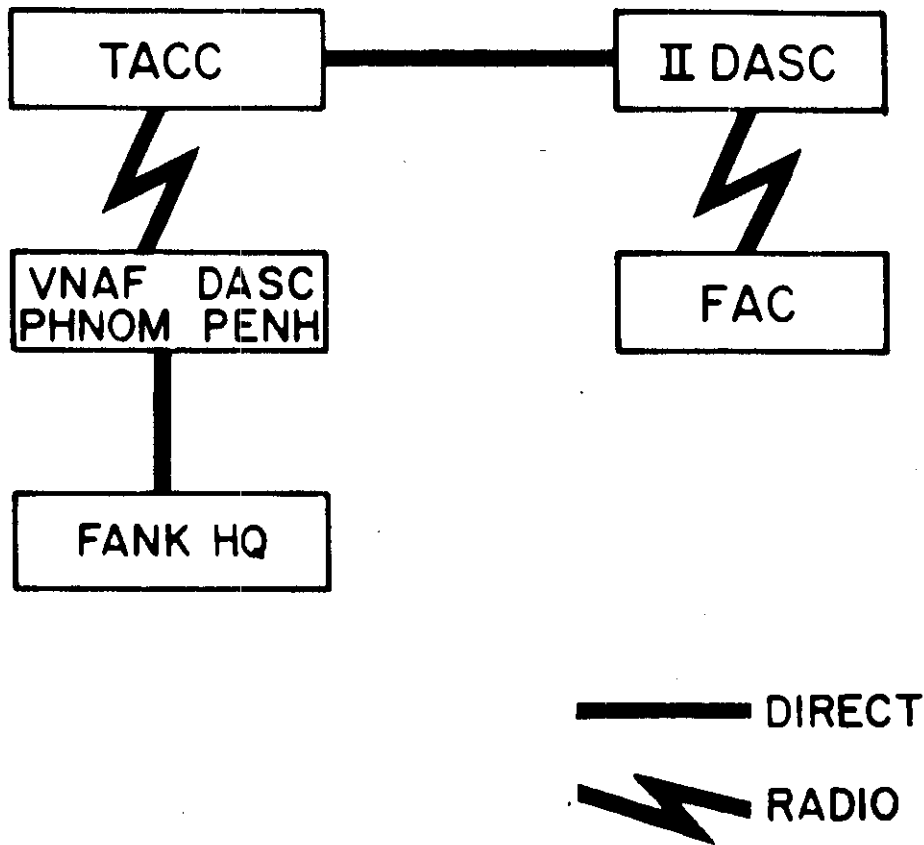 TACC
II DASC
VNAF DASC
PHNOM PENH
FAC
FANK HQ
DIRECT
RADIO